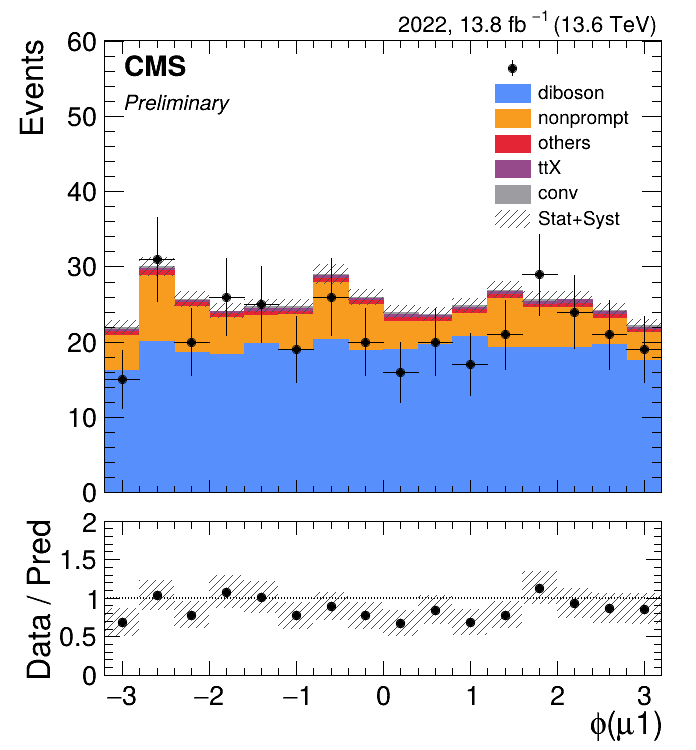 2022, 13.8 fb⁻¹ (13.6 TeV)
CMS
Preliminary
diboson
nonprompt
others
ttX
conv
Stat+Syst
Events
60
50
40
30
20
10
0
Data / Pred
2
1.5
1
0.5
0
−3 −2 −1 0 1 2 3
ϕ(μ1)